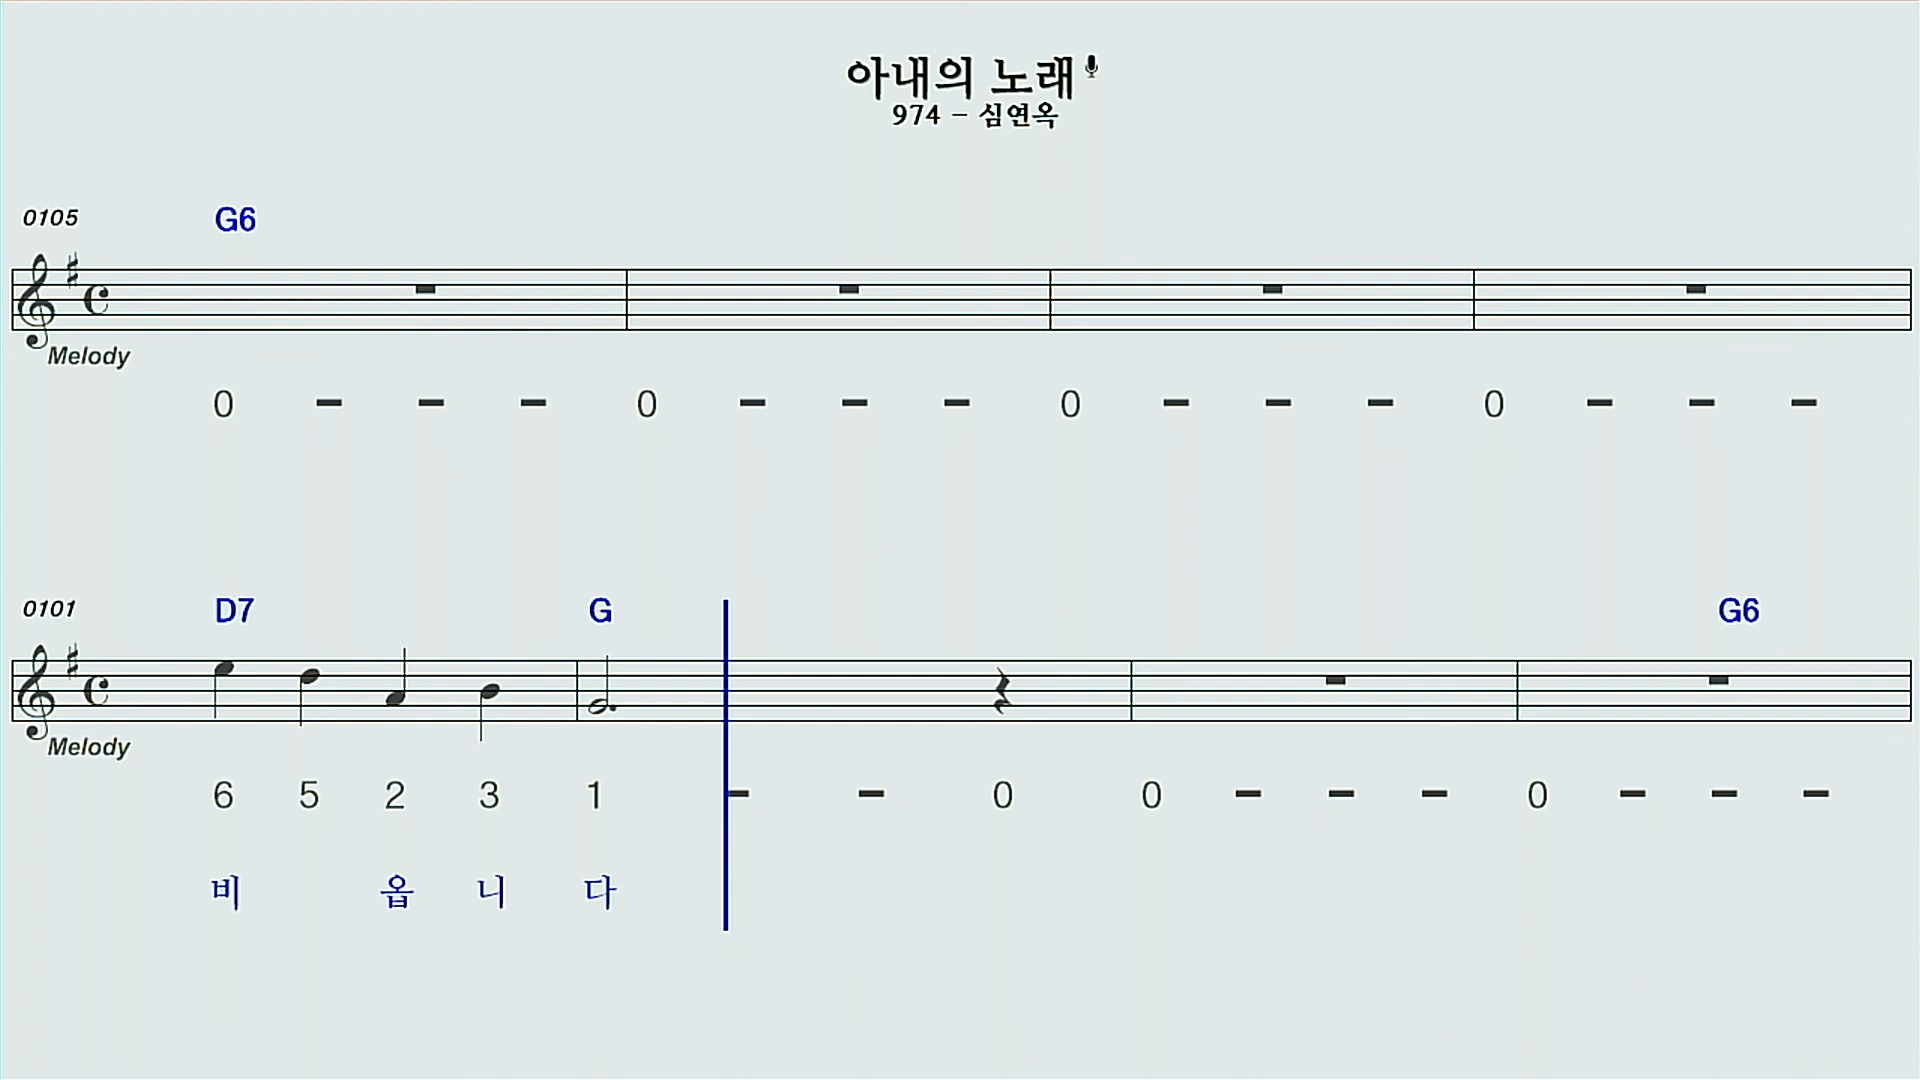 아내의 노래
974 - 심연옥
0105 G6
Melody
0 - - - 0 - - - 0 - - - 0 - - -
0101 D7 G G6
Melody
6 5 2 3 1 - - 0 0 - - - 0 - - -
비 옵 니 다